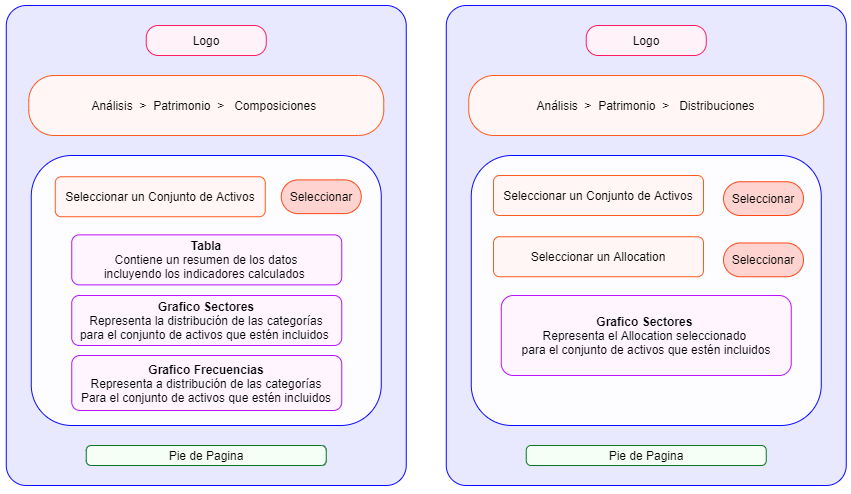 Logo
Análisis > Patrimonio > Composiciones
Seleccionar un Conjunto de Activos
Seleccionar
Tabla
Contiene un resumen de los datos
incluyendo los indicadores calculados
Grafico Sectores
Representa la distribución de las categorías
para el conjunto de activos que estén incluidos
Grafico Frecuencias
Representa a distribución de las categorías
Para el conjunto de activos que estén incluidos
Pie de Pagina
Logo
Análisis > Patrimonio > Distribuciones
Seleccionar un Conjunto de Activos
Seleccionar
Seleccionar un Allocation
Seleccionar
Grafico Sectores
Representa el Allocation seleccionado
para el conjunto de activos que estén incluidos
Pie de Pagina